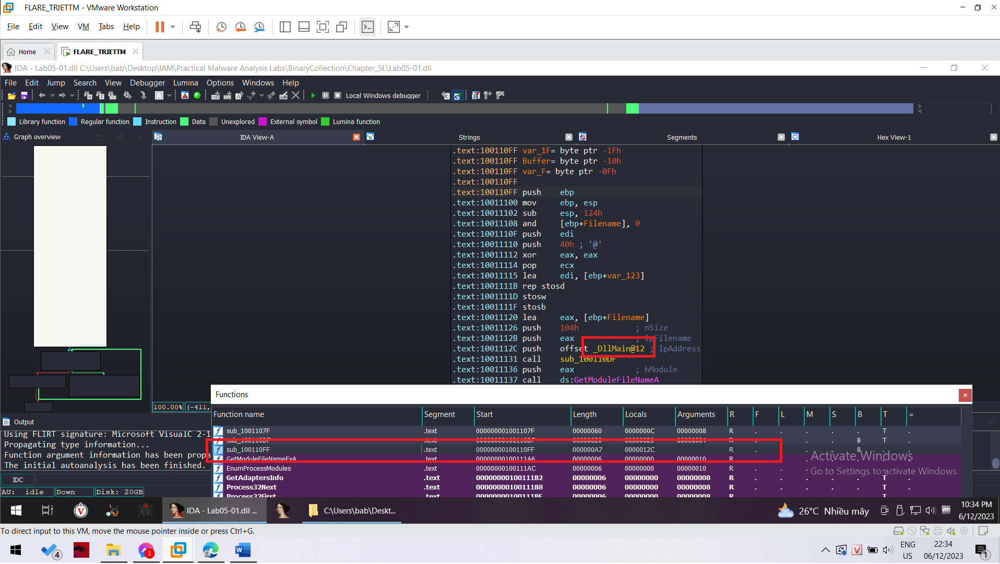 FLARE_TRIETTM - VMware Workstation
File Edit View VM Tabs Help
Home FLARE_TRIETTM
IDA - Lab05-01.dll C:\Users\bab\Desktop\IAM\Practical Malware Analysis Labs\BinaryCollection\Chapter_5L\Lab05-01.dll
File Edit Jump Search View Debugger Lumina Options Windows Help
Local Windows debugger
Library function Regular function Instruction Data Unexplored External symbol Lumina function
Graph overview IDA View-A Strings Segments Hex View-1
.text:100110FF var_1F= byte ptr -1Fh
.text:100110FF Buffer= byte ptr -10h
.text:100110FF var_F= byte ptr -0Fh
.text:100110FF
.text:100110FF push ebp
.text:10011100 mov ebp, esp
.text:10011102 sub esp, 124h
.text:10011108 and [ebp+Filename], 0
.text:1001110F push edi
.text:10011110 push 40h ; '@'
.text:10011112 xor eax, eax
.text:10011114 pop ecx
.text:10011115 lea edi, [ebp+var_123]
.text:1001111B rep stosd
.text:1001111D stosw
.text:1001111F stosb
.text:10011120 lea eax, [ebp+Filename]
.text:10011126 push 104h ; nSize
.text:1001112B push eax ; lpFilename
.text:1001112C push offset _DllMain@12 ; lpAddress
.text:10011131 call sub_100110DF
.text:10011136 push eax ; hModule
.text:10011137 call ds:GetModuleFileNameA
100.00% (-411,
Functions
Function name Segment Start Length Locals Arguments R F L M S B T =
sub_1001107F .text 000000001001107F 00000060 0000000C 00000008 R . . . . . T .
sub_100110DF .text 00000000100110DF 00000020 00000020 00000004 R . . . . B T .
sub_100110FF .text 00000000100110FF 000000A7 0000012C R . . . B . .
GetModuleFileNameExA .text 00000000100111A6 00000006 00000000 00000010 R
EnumProcessModules .text 00000000100111AC 00000006 00000000 00000010 R . . . . . . .
GetAdaptersInfo .text 00000000100111B2 00000006 00000000 00000008 R . . . . . T .
Process32Next .text 00000000100111B8 00000006 00000000 00000008 R . . . . . T .
Process32First .text 00000000100111BE 00000006 00000000 00000008 R T
Output
Using FLIRT signature: Microsoft VisualC 2-1
Propagating type information...
Function argument information has been propa
The initial autoanalysis has been finished.
IDC
AU: idle Down Disk: 20GB
Activate Windows
Go to Settings to activate Windows.
IDA - Lab05-01.dll ... C:\Users\bab\Deskt... 26°C Nhiều mây 10:34 PM
6/12/2023
To direct input to this VM, move the mouse pointer inside or press Ctrl+G.
4 3 ENG 22:34
US 06/12/2023 1